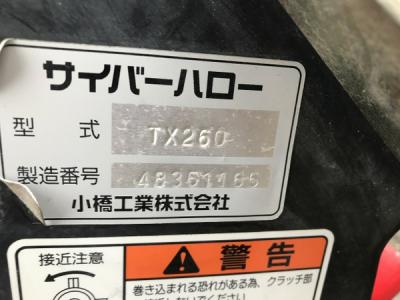 サイバーハロー
型式 TX260
製造番号 48361165
小橋工業株式会社
接近注意
警告
巻き込まれる恐れがある為、クラッチ部